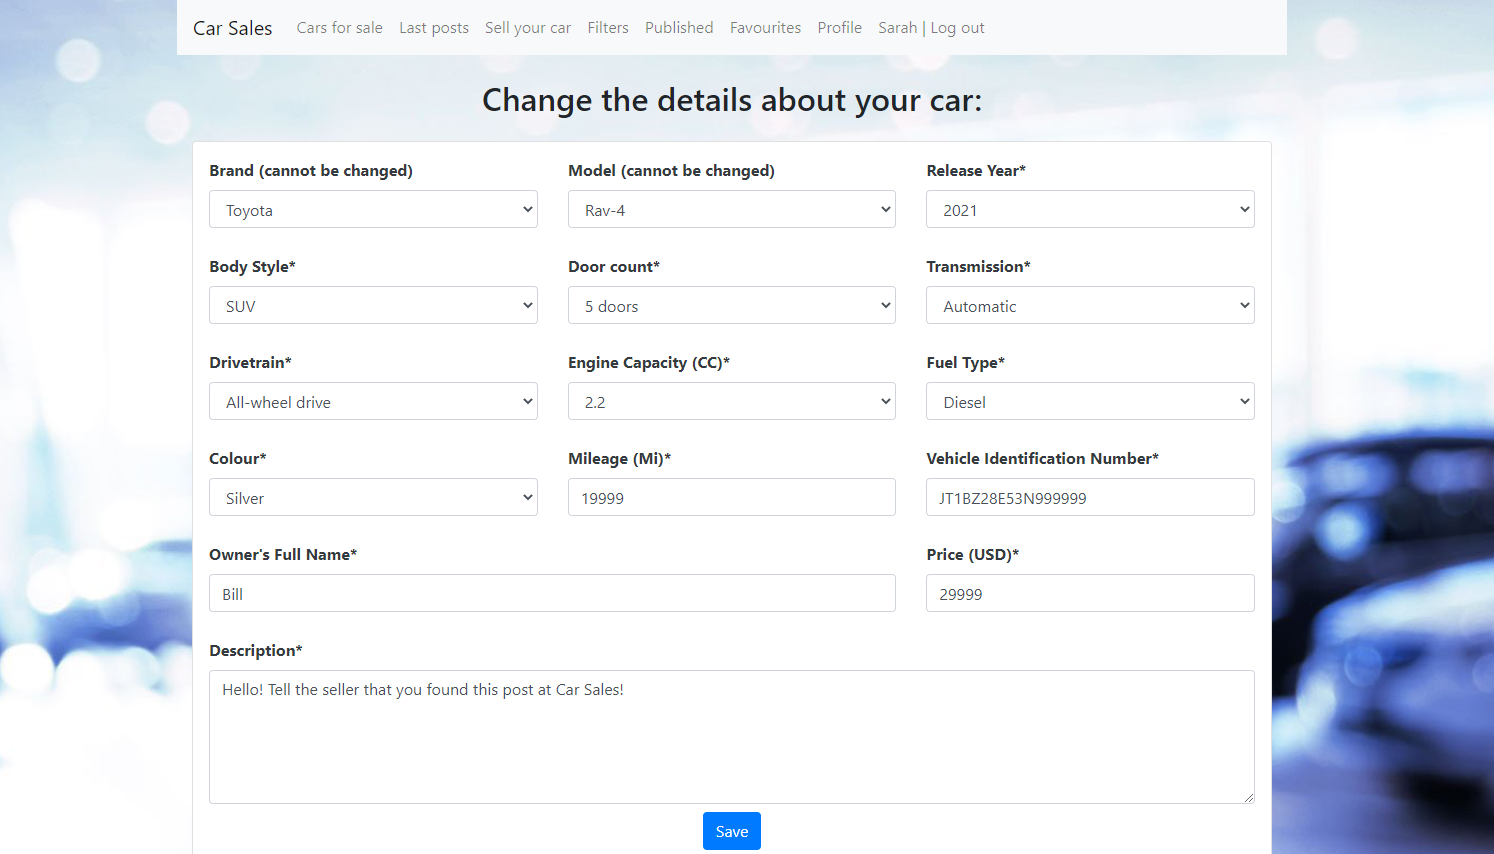 Car Sales Cars for sale Last posts Sell your car Filters Published Favourites Profile Sarah | Log out
Change the details about your car:
Brand (cannot be changed) Model (cannot be changed) Release Year*
Toyota Rav-4 2021
Body Style* Door count* Transmission*
SUV 5 doors Automatic
Drivetrain* Engine Capacity (CC)* Fuel Type*
All-wheel drive 2.2 Diesel
Colour* Mileage (Mi)* Vehicle Identification Number*
Silver 19999 JT1BZ28E53N999999
Owner's Full Name* Price (USD)*
Bill 29999
Description*
Hello! Tell the seller that you found this post at Car Sales!
Save